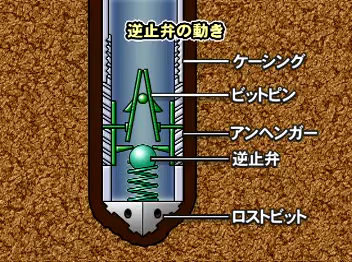 逆止弁の動き
ケーシング
ビットピン
アンヘンガー
逆止弁
ロストビット